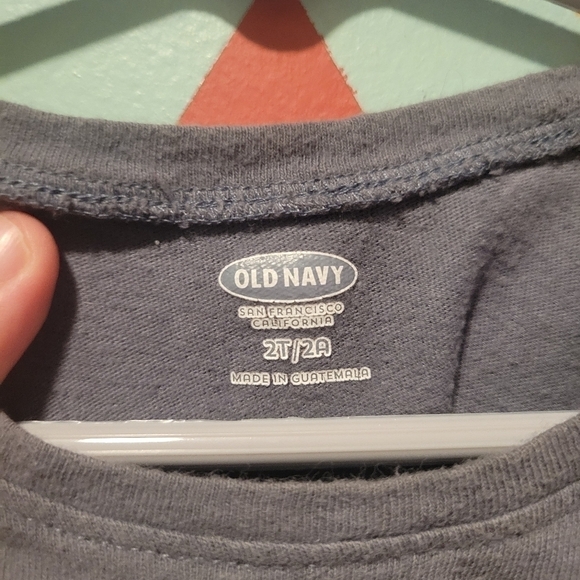 OLD NAVY
SAN FRANCISCO
CALIFORNIA
2T/2A
MADE IN GUATEMALA